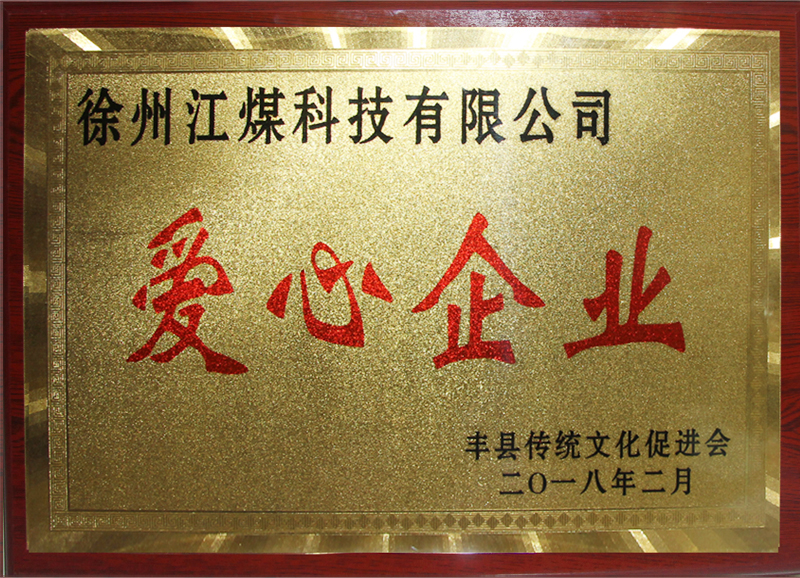 徐州江煤科技有限公司
爱心企业
丰县传统文化促进会
二〇一八年二月